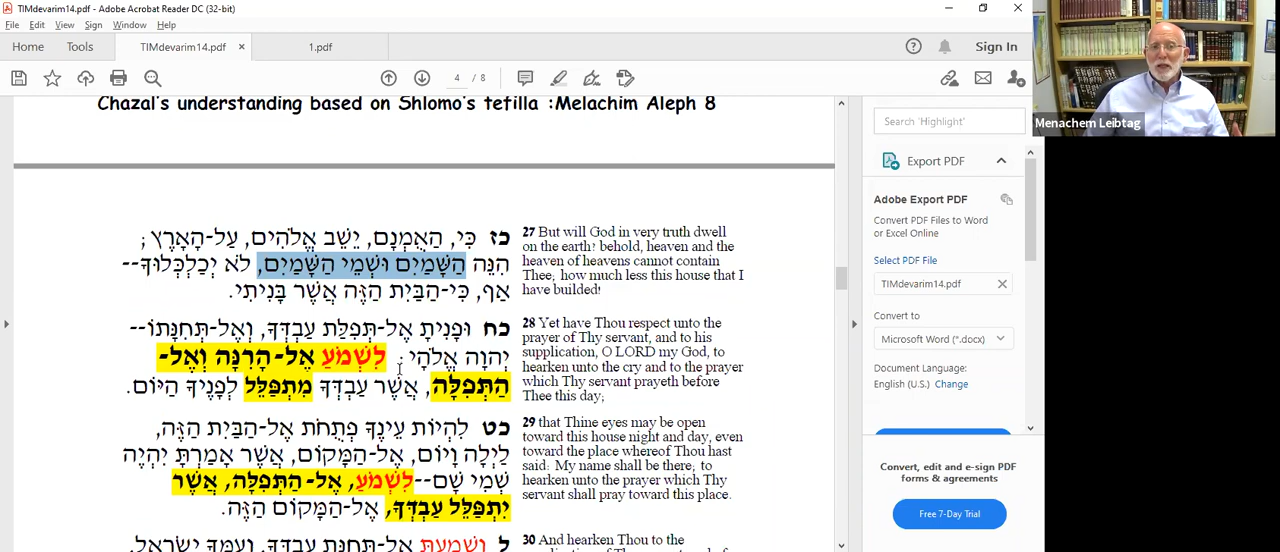 TIMdevarim14.pdf - Adobe Acrobat Reader DC (32-bit)
File Edit View Sign Window Help
Home Tools TIMdevarim14.pdf × 1.pdf Sign In
4 / 8
Chazal's understanding based on Shlomo's tefilla :Melachim Aleph 8
כז כִּי, הַאֻמְנָם, יֵשֵׁב אֱלֹהִים, עַל-הָאָרֶץ;
הִנֵּה הַשָּׁמַיִם וּשְׁמֵי הַשָּׁמַיִם, לֹא יְכַלְכְּלוּךָ--
אַף, כִּי-הַבַּיִת הַזֶּה אֲשֶׁר בָּנִיתִי.
27 But will God in very truth dwell
on the earth? behold, heaven and the
heaven of heavens cannot contain
Thee; how much less this house that I
have builded!
כח וּפָנִיתָ אֶל-תְּפִלַּת עַבְדְּךָ, וְאֶל-תְּחִנָּתוֹ--
יְהוָה אֱלֹהָי; לִשְׁמֹעַ אֶל-הָרִנָּה וְאֶל-
הַתְּפִלָּה, אֲשֶׁר עַבְדְּךָ מִתְפַּלֵּל לְפָנֶיךָ הַיּוֹם.
28 Yet have Thou respect unto the
prayer of Thy servant, and to his
supplication, O LORD my God, to
hearken unto the cry and to the prayer
which Thy servant prayeth before
Thee this day;
כט לִהְיוֹת עֵינֶךָ פְתֻחֹת אֶל-הַבַּיִת הַזֶּה,
לַיְלָה וָיוֹם, אֶל-הַמָּקוֹם, אֲשֶׁר אָמַרְתָּ יִהְיֶה
שְׁמִי שָׁם--לִשְׁמֹעַ, אֶל-הַתְּפִלָּה, אֲשֶׁר
יִתְפַּלֵּל עַבְדְּךָ, אֶל-הַמָּקוֹם הַזֶּה.
29 that Thine eyes may be open
toward this house night and day, even
toward the place whereof Thou hast
said: My name shall be there; to
hearken unto the prayer which Thy
servant shall pray toward this place.
ל וְשָׁמַעְתָּ אֶל-תְּחִנַּת עַבְדְּךָ, וְעַמְּךָ יִשְׂרָאֵל,
30 And hearken Thou to the
Search 'Highlight'
Export PDF
Adobe Export PDF
Convert PDF Files to Word
or Excel Online
Select PDF File
TIMdevarim14.pdf ×
Convert to
Microsoft Word (*.docx)
Document Language:
English (U.S.) Change
Convert, edit and e-sign PDF
forms & agreements
Free 7-Day Trial
Menachem Leibtag